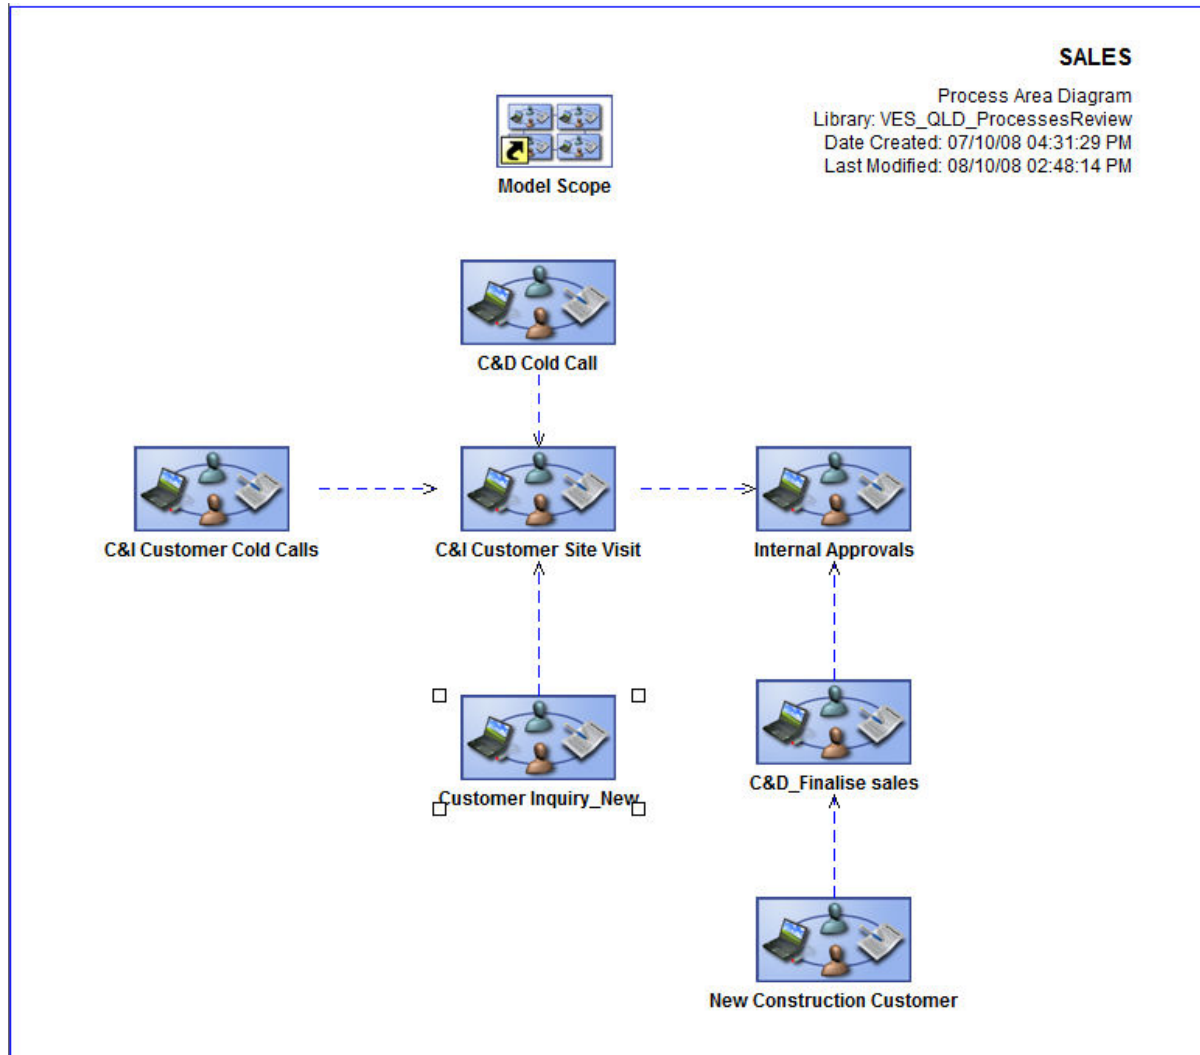 SALES
Process Area Diagram
Library: VES_QLD_ProcessesReview
Date Created: 07/10/08 04:31:29 PM
Last Modified: 08/10/08 02:48:14 PM
Model Scope
C&D Cold Call
C&I Customer Cold Calls
C&I Customer Site Visit
Internal Approvals
Customer Inquiry_New
C&D_Finalise sales
New Construction Customer